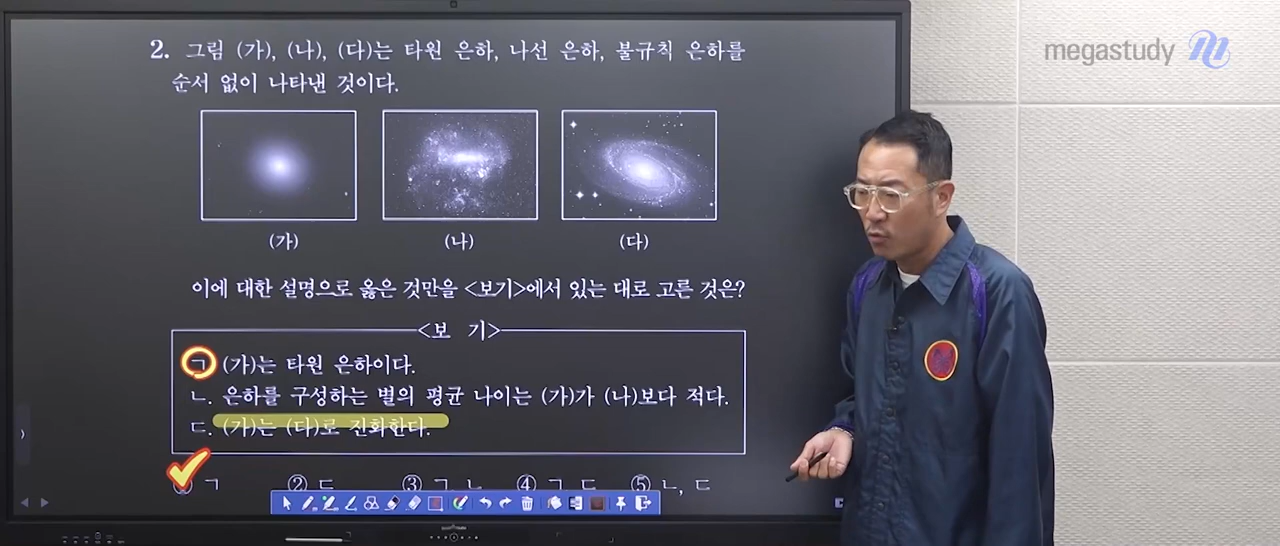 megastudy
2. 그림 (가), (나), (다)는 타원 은하, 나선 은하, 불규칙 은하를
순서 없이 나타낸 것이다.
(가) (나) (다)
이에 대한 설명으로 옳은 것만을 <보기>에서 있는 대로 고른 것은?
<보 기>
ㄱ (가)는 타원 은하이다.
ㄴ. 은하를 구성하는 별의 평균 나이는 (가)가 (나)보다 적다.
ㄷ. (가)는 (다)로 진화한다.
ㄱ ② ㄷ ③ ㄱ, ㄴ ④ ㄱ, ㄷ ⑤ ㄴ, ㄷ